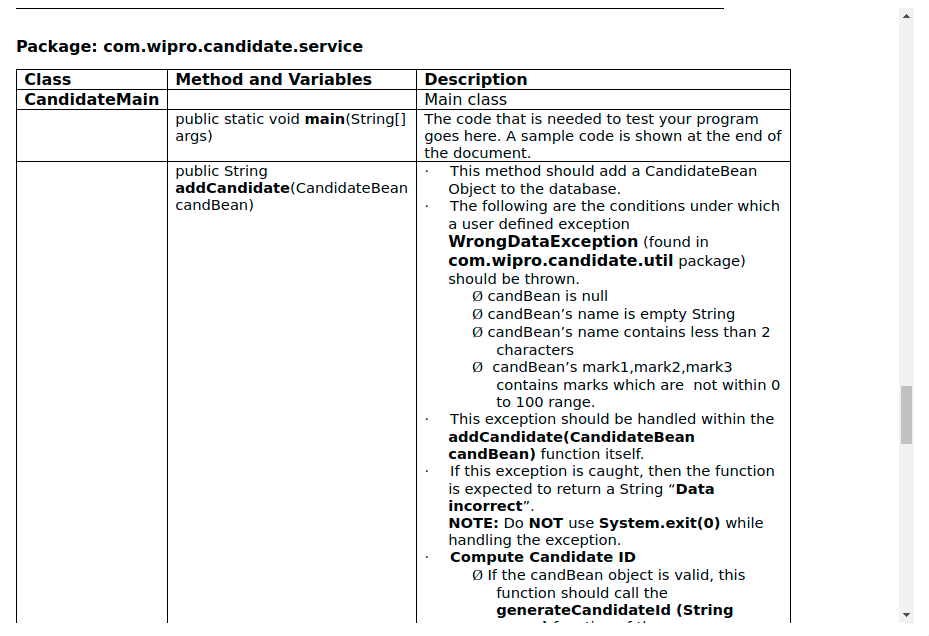 Package: com.wipro.candidate.service
Class Method and Variables Description
CandidateMain Main class
public static void main(String[]
args)
The code that is needed to test your program
goes here. A sample code is shown at the end of
the document.
public String
addCandidate(CandidateBean
candBean)
· This method should add a CandidateBean
Object to the database.
· The following are the conditions under which
a user defined exception
WrongDataException (found in
com.wipro.candidate.util package)
should be thrown.
Ø candBean is null
Ø candBean’s name is empty String
Ø candBean’s name contains less than 2
characters
Ø candBean’s mark1,mark2,mark3
contains marks which are not within 0
to 100 range.
· This exception should be handled within the
addCandidate(CandidateBean
candBean) function itself.
· If this exception is caught, then the function
is expected to return a String “Data
incorrect”.
NOTE: Do NOT use System.exit(0) while
handling the exception.
· Compute Candidate ID
Ø If the candBean object is valid, this
function should call the
generateCandidateId (String